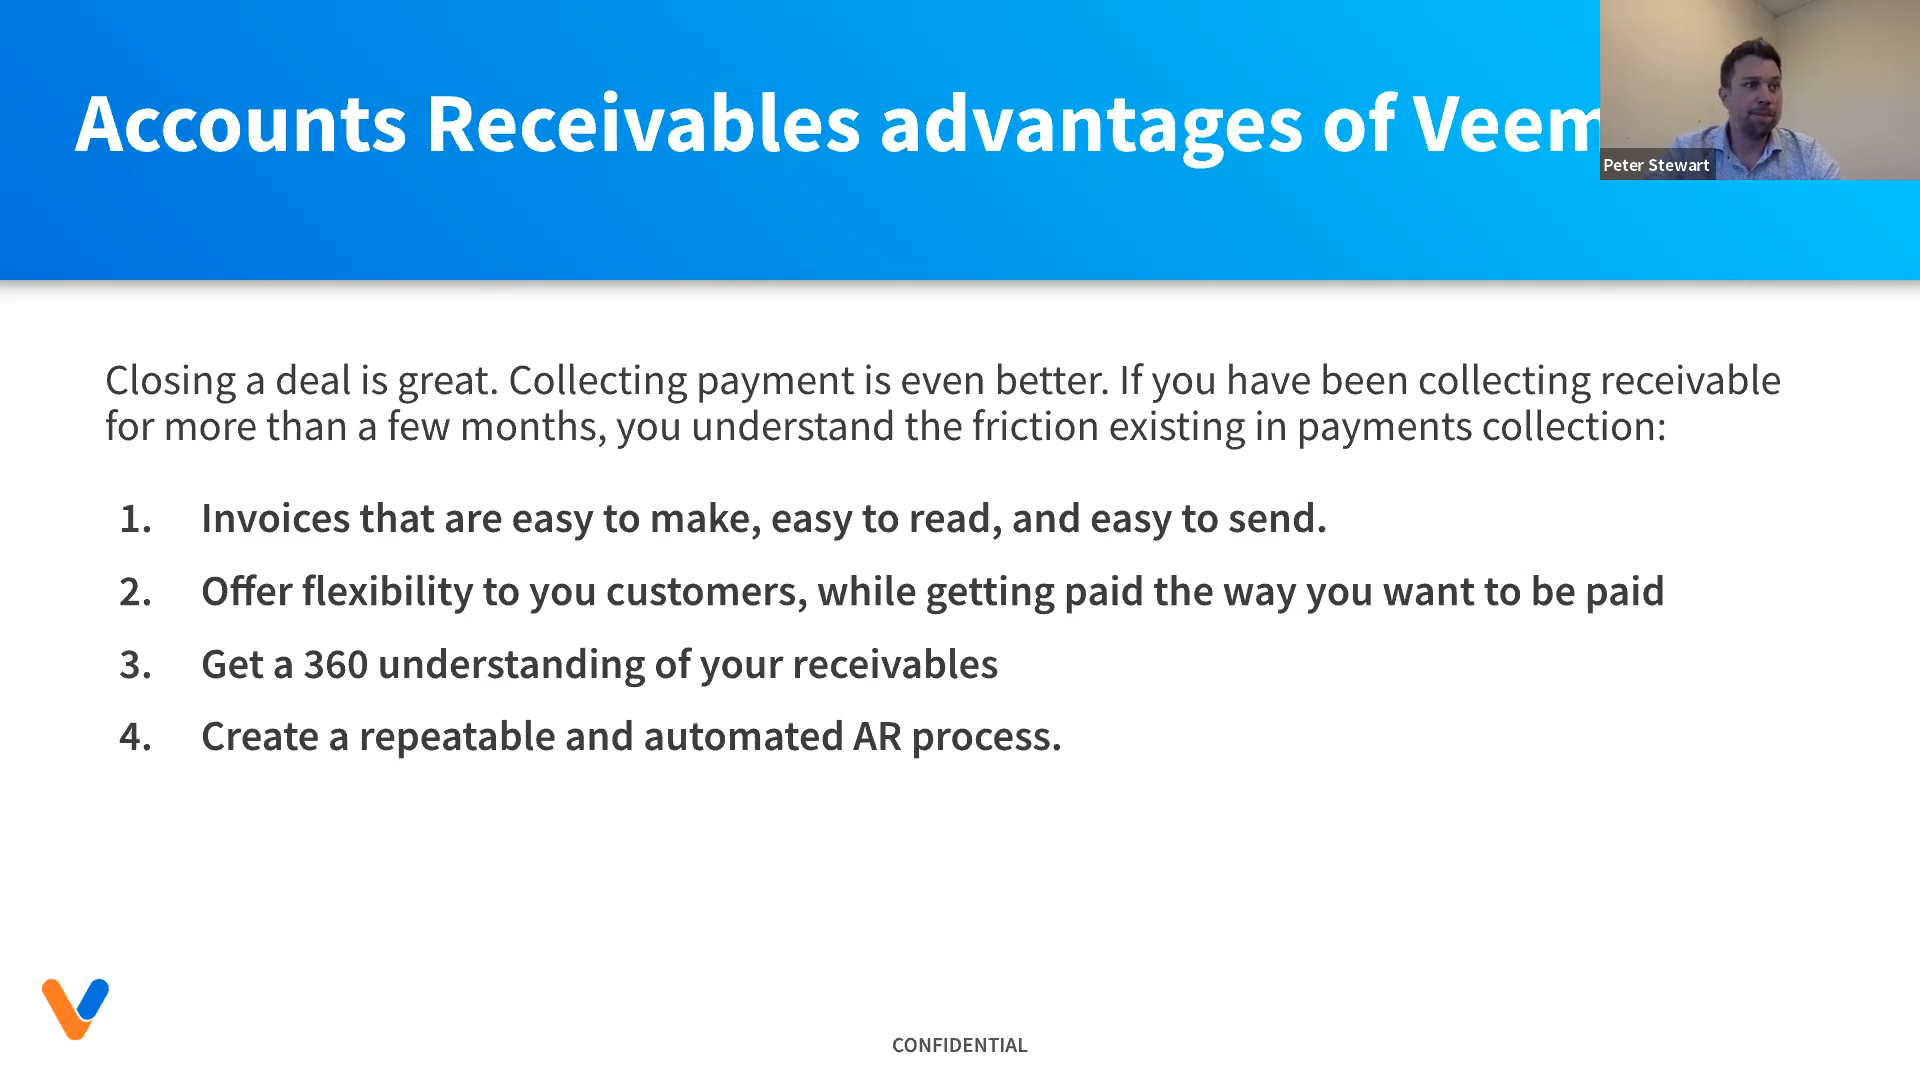 Accounts Receivables advantages of Veem
Peter Stewart
Closing a deal is great. Collecting payment is even better. If you have been collecting receivable
for more than a few months, you understand the friction existing in payments collection:
1. Invoices that are easy to make, easy to read, and easy to send.
2. Offer flexibility to you customers, while getting paid the way you want to be paid
3. Get a 360 understanding of your receivables
4. Create a repeatable and automated AR process.
CONFIDENTIAL